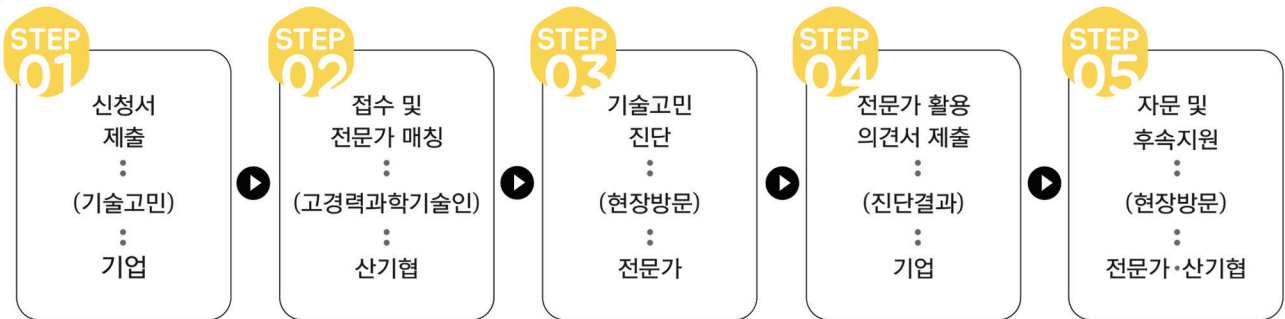 STEP
01
신청서
제출
(기술고민)
기업
STEP
02
접수 및
전문가 매칭
(고경력과학기술인)
산기협
STEP
03
기술고민
진단
(현장방문)
전문가
STEP
04
전문가 활용
의견서 제출
(진단결과)
기업
STEP
05
자문 및
후속지원
(현장방문)
전문가·산기협